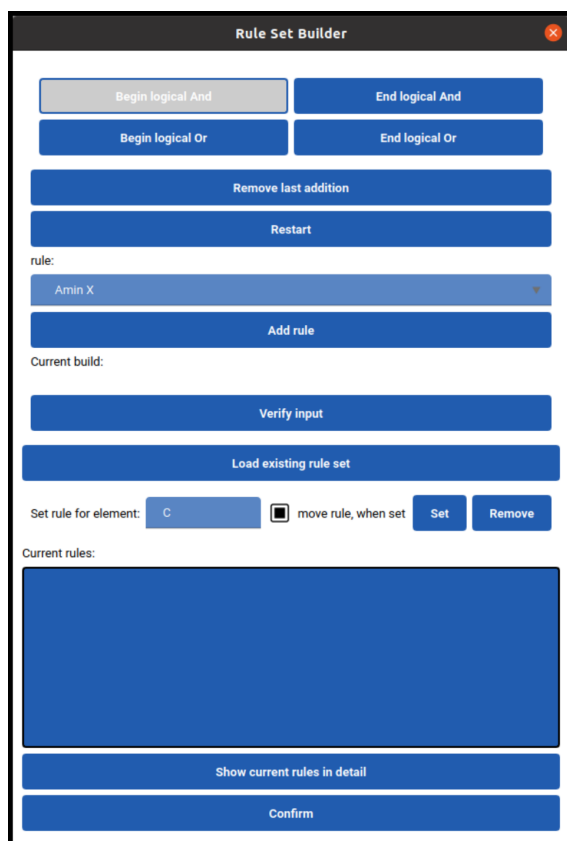 Rule Set Builder
Begin logical And End logical And
Begin logical Or End logical Or
Remove last addition
Restart
rule:
Amin X
Add rule
Current build:
Verify input
Load existing rule set
Set rule for element: C move rule, when set Set Remove
Current rules:
Show current rules in detail
Confirm